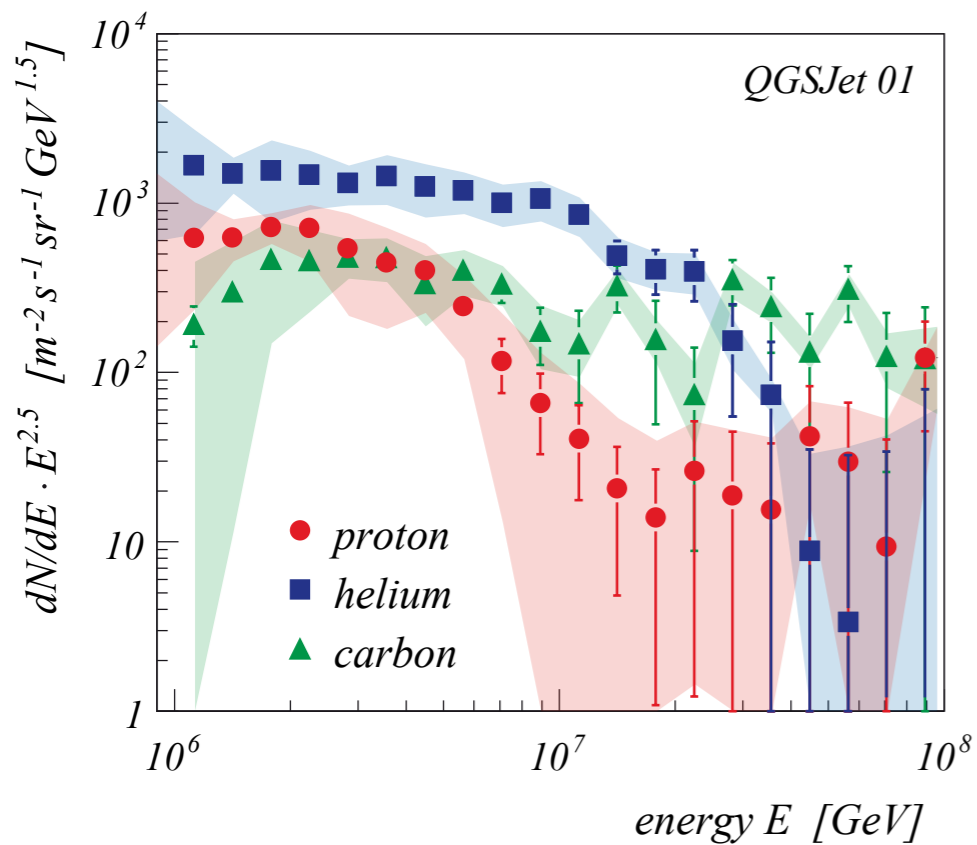 dN/dE · E^2.5 [m^-2 s^-1 sr^-1 GeV^1.5]
10^4
10^3
10^2
10
1
QGSJet 01
proton
helium
carbon
10^6
10^7
10^8
energy E [GeV]